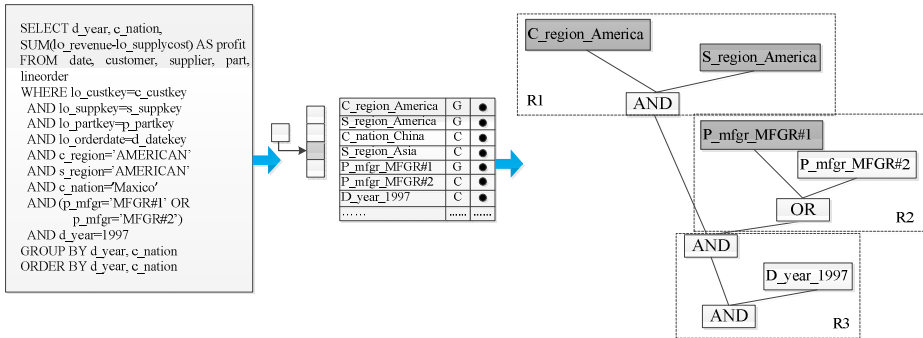 SELECT d_year, c_nation,
SUM(lo_revenue-lo_supplycost) AS profit
FROM date, customer, supplier, part,
lineorder
WHERE lo_custkey=c_custkey
AND lo_suppkey=s_suppkey
AND lo_partkey=p_partkey
AND lo_orderdate=d_datekey
AND c_region='AMERICAN'
AND s_region='AMERICAN'
AND c_nation='Maxico'
AND (p_mfgr='MFGR#1' OR
p_mfgr='MFGR#2')
AND d_year=1997
GROUP BY d_year, c_nation
ORDER BY d_year, c_nation
C_region_America G ●
S_region_America G ●
C_nation_China C ●
S_region_Asia C ●
P_mfgr_MFGR#1 G ●
P_mfgr_MFGR#2 C ●
D_year_1997 C ●
…… …… ……
C_region_America
S_region_America
AND
R1
P_mfgr_MFGR#1
P_mfgr_MFGR#2
OR
R2
AND
D_year_1997
AND
R3